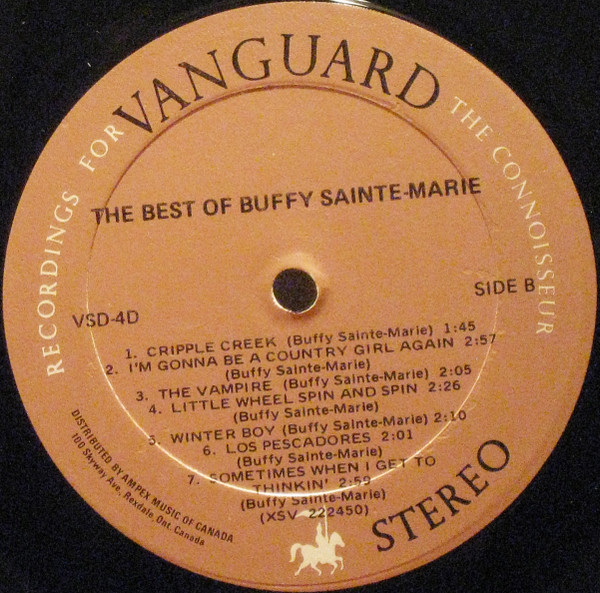 RECORDINGS FOR VANGUARD THE CONNOISSEUR
THE BEST OF BUFFY SAINTE-MARIE
SIDE B
VSD-4D
1. CRIPPLE CREEK (Buffy Sainte-Marie) 1:45
2. I'M GONNA BE A COUNTRY GIRL AGAIN 2:57
(Buffy Sainte-Marie)
3. THE VAMPIRE (Buffy Sainte-Marie) 2:05
4. LITTLE WHEEL SPIN AND SPIN 2:26
(Buffy Sainte-Marie)
5. WINTER BOY (Buffy Sainte-Marie) 2:10
6. LOS PESCADORES 2:01
(Buffy Sainte-Marie)
7. SOMETIMES WHEN I GET TO
THINKIN' 2:59
(Buffy Sainte-Marie)
(XSV 222450)
DISTRIBUTED BY AMPEX MUSIC OF CANADA
100 Skyway Ave., Rexdale, Ont. Canada
STEREO